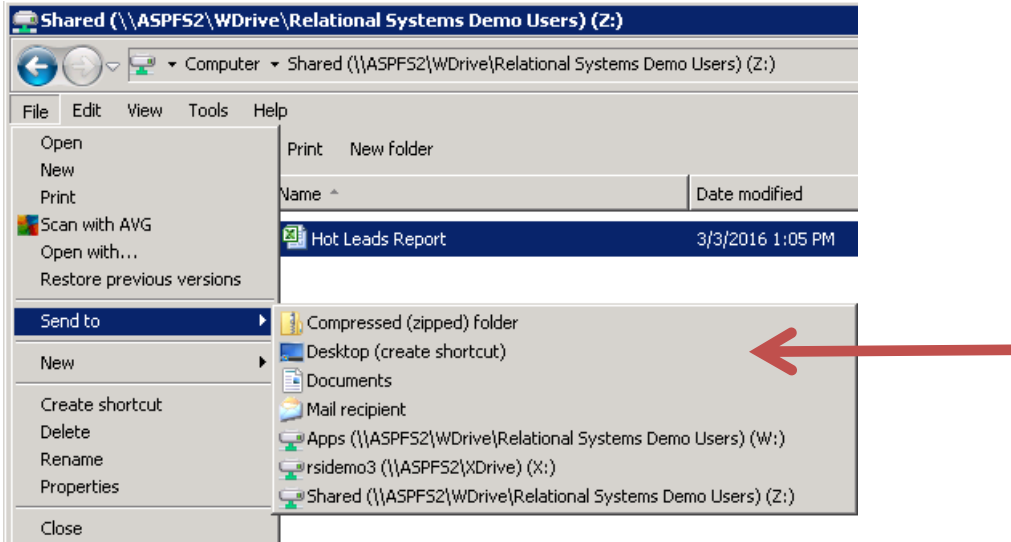 Shared (\\ASPFS2\WDrive\Relational Systems Demo Users) (Z:)
Computer Shared (\\ASPFS2\WDrive\Relational Systems Demo Users) (Z:)
File Edit View Tools Help
Open
Print New folder
New
Print
Name Date modified
Scan with AVG
Hot Leads Report 3/3/2016 1:05 PM
Open with...
Restore previous versions
Send to
Compressed (zipped) folder
Desktop (create shortcut)
New
Documents
Create shortcut
Mail recipient
Delete
Apps (\\ASPFS2\WDrive\Relational Systems Demo Users) (W:)
Rename
rsidemo3 (\\ASPFS2\XDrive) (X:)
Properties
Shared (\\ASPFS2\WDrive\Relational Systems Demo Users) (Z:)
Close